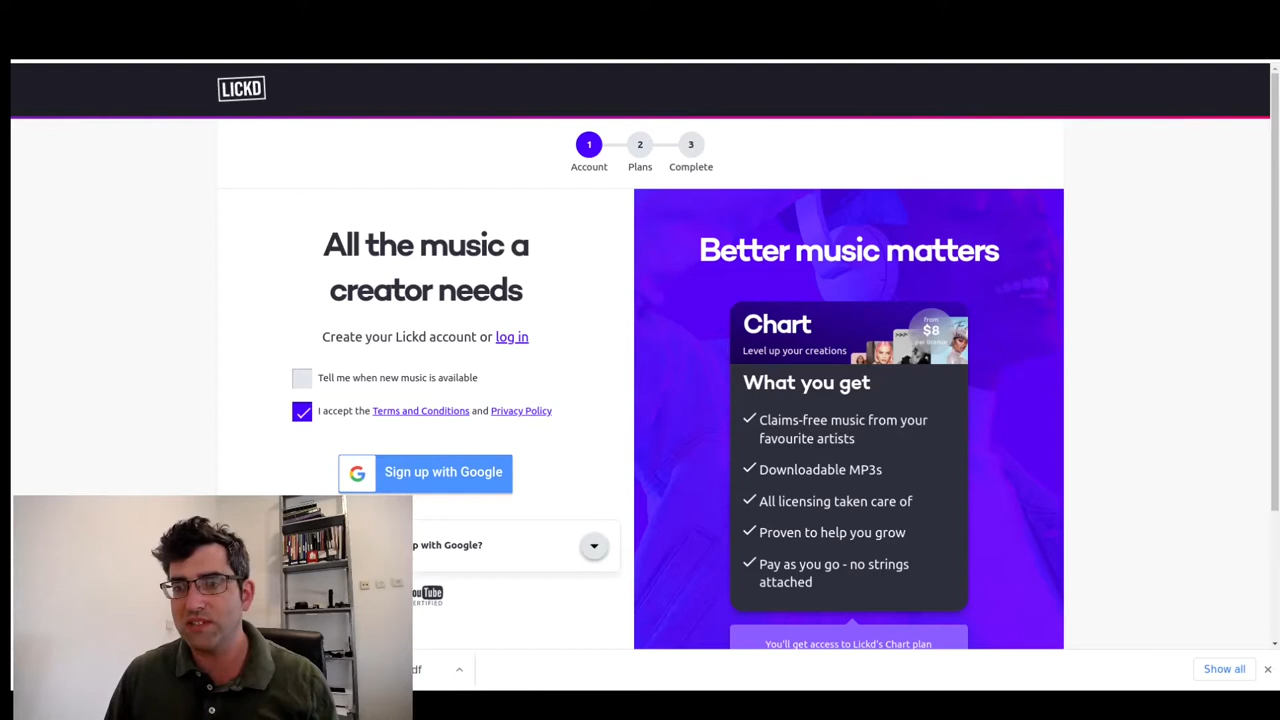 LICKD
1
2
3
Account
Plans
Complete
All the music a
creator needs
Create your Lickd account or log in
Tell me when new music is available
I accept the Terms and Conditions and Privacy Policy
Sign up with Google
p with Google?
Better music matters
Chart
from
$8
per licence
Level up your creations
What you get
Claims-free music from your
favourite artists
Downloadable MP3s
All licensing taken care of
Proven to help you grow
Pay as you go - no strings
attached
You'll get access to Lickd's Chart plan
df
Show all